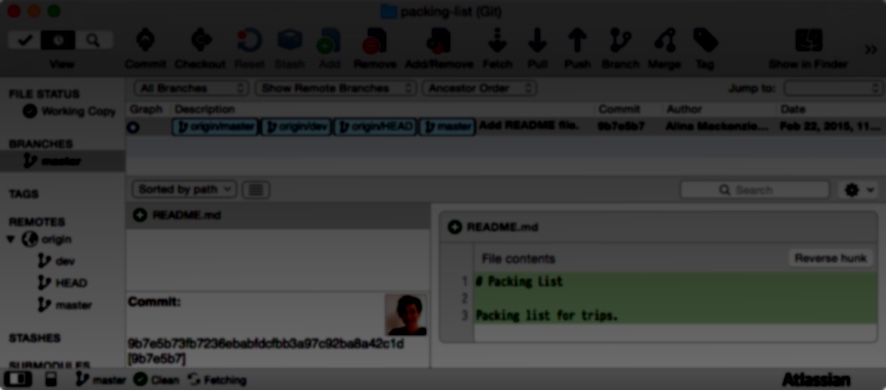 packing-list (Git)
View Commit Checkout Reset Stash Add Remove Add/Remove Fetch Pull Push Branch Merge Tag Show in Finder
FILE STATUS
Working Copy
BRANCHES
master
TAGS
REMOTES
origin
dev
HEAD
master
STASHES
SUBMODULES
All Branches Show Remote Branches Ancestor Order Jump to:
Graph Description Commit Author Date
origin/master origin/dev origin/HEAD master Add README file. 9b7e5b7 Alina Mackenzie... Feb 22, 2015, 11...
Sorted by path Search
README.md
Commit:
9b7e5b73fb7236ebabfdcfbb3a97c92ba8a42c1d
[9b7e5b7]
README.md
File contents Reverse hunk
1 # Packing List
2
3 Packing list for trips.
master Clean Fetching Atlassian